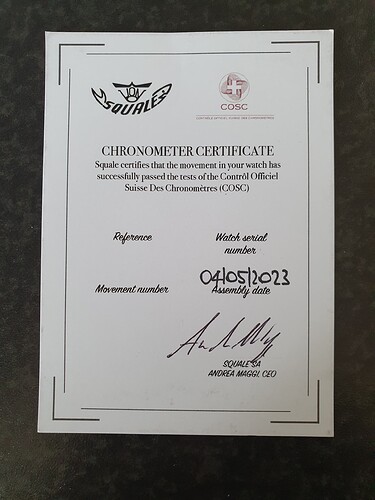 JON
SQUALE
COSC
CONTRÔLE OFFICIEL SUISSE DES CHRONOMÈTRES
CHRONOMETER CERTIFICATE
Squale certifies that the movement in your watch has
successfully passed the tests of the Contról Officiel
Suisse Des Chronomètres (COSC)
Reference
Watch serial
number
04/05/2023
Movement number
Assembly date
SQUALE SA
ANDREA MAGGI, CEO